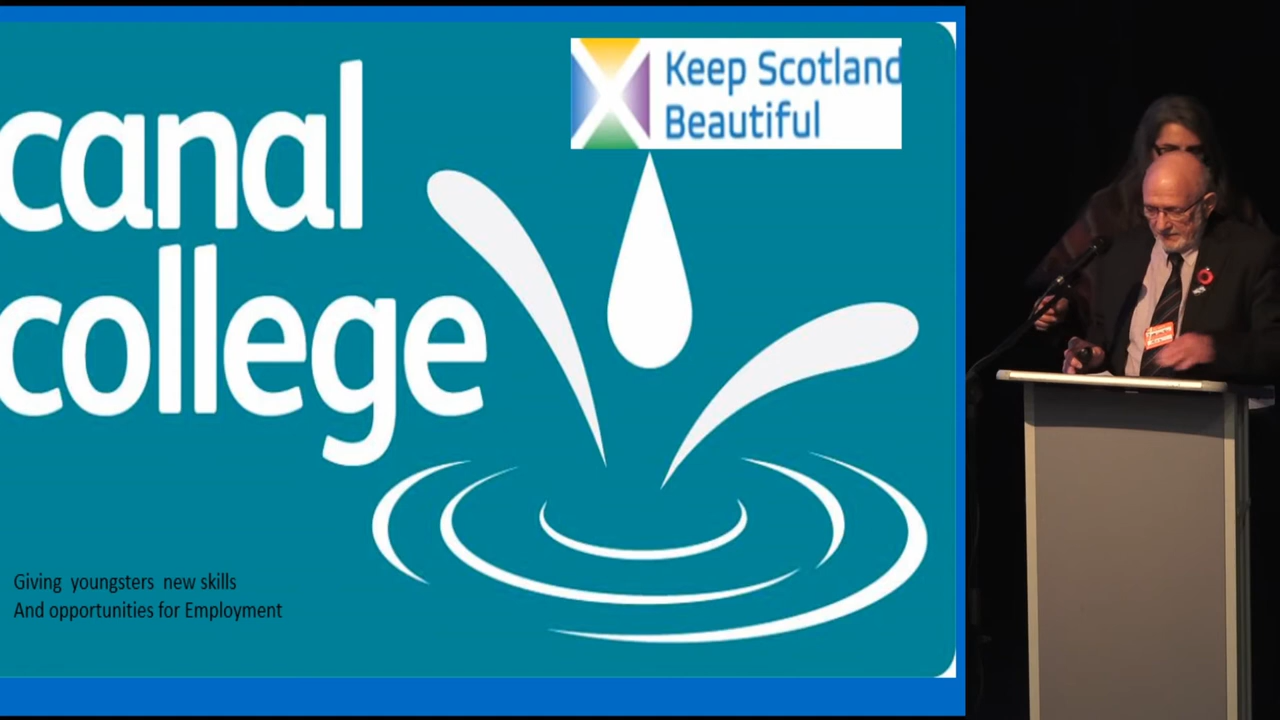 Keep Scotland
Beautiful
canal
college
Giving youngsters new skills
And opportunities for Employment